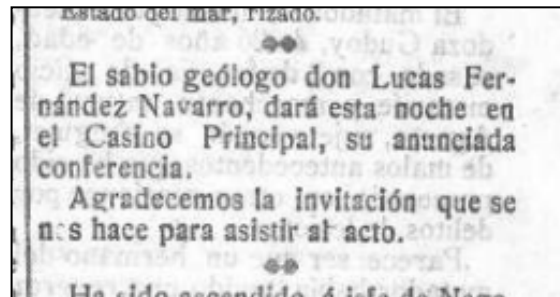 Estado del mar, rizado.
El sabio geólogo don Lucas Fer-
nández Navarro, dará esta noche en
el Casino Principal, su anunciada
conferencia.
Agradecemos la invitación que se
nos hace para asistir al acto.
Ha sido ascendido á jefe de